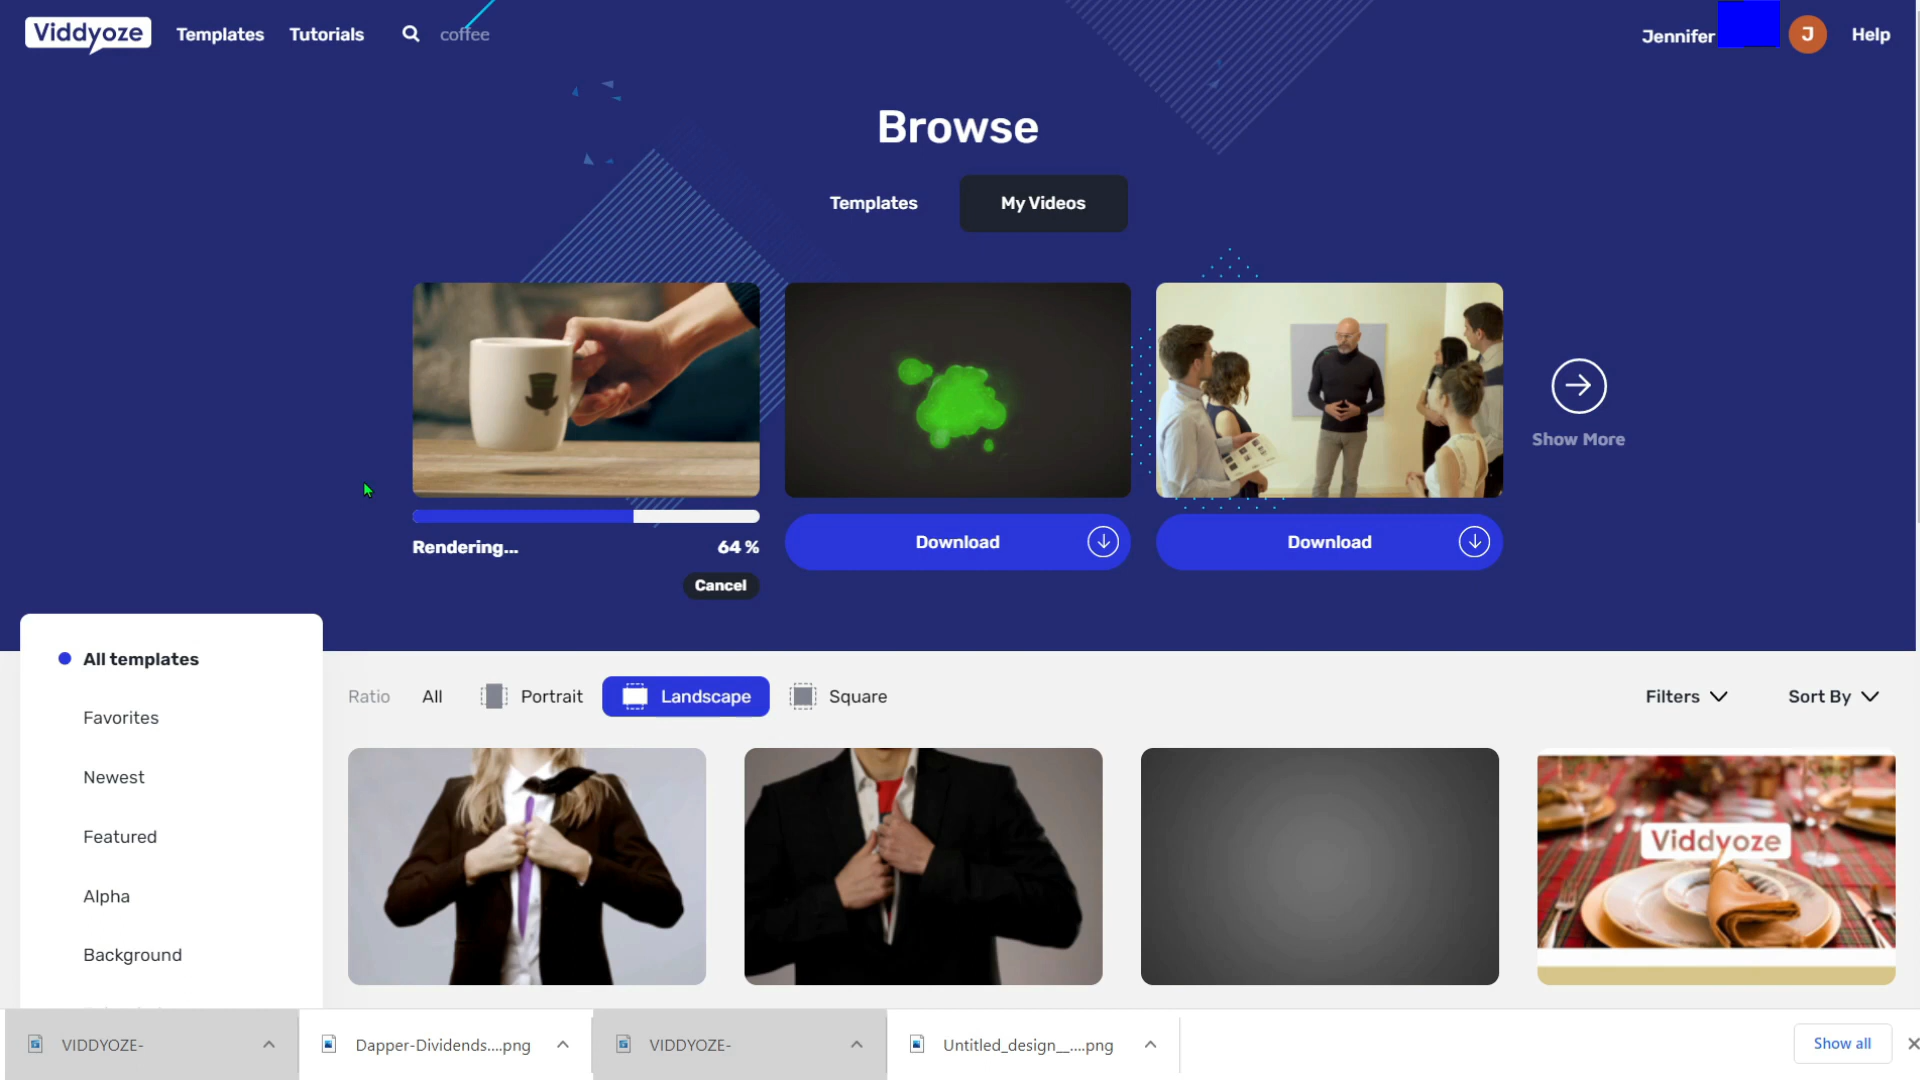 Viddyoze
Templates
Tutorials
coffee
Jennifer
J
Help
Browse
Templates
My Videos
Show More
Rendering...
64 %
Cancel
Download
Download
All templates
Favorites
Newest
Featured
Alpha
Background
Ratio
All
Portrait
Landscape
Square
Filters
Sort By
Viddyoze
VIDDYOZE-
Dapper-Dividends....png
VIDDYOZE-
Untitled_design__....png
Show all